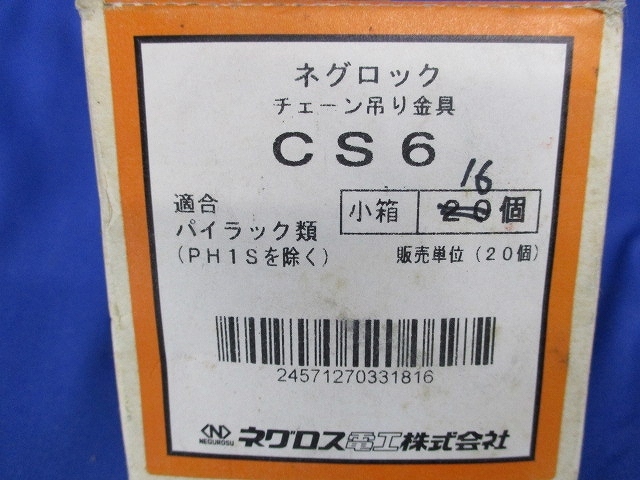 ネグロック
チェーン吊り金具
CS6
16
適合
小箱 20個
パイラック類
(PH1Sを除く)
販売単位(20個)
24571270331816
NEGUROSU ネグロス電工株式会社